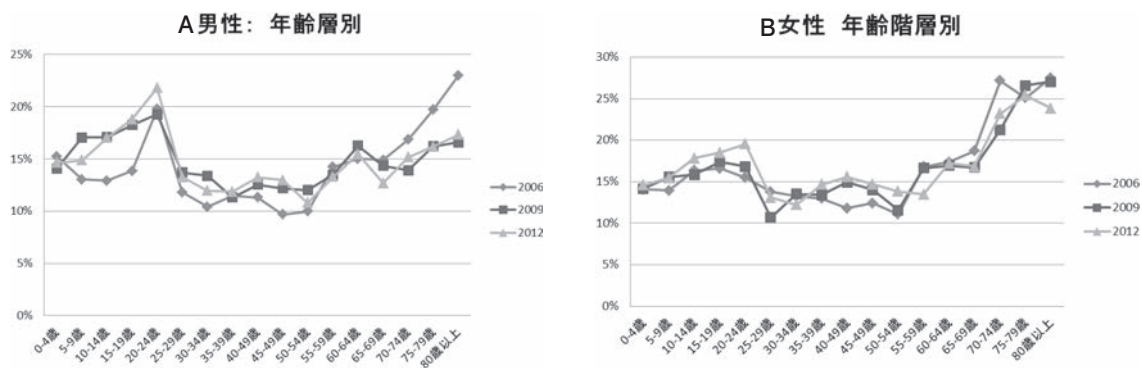 A男性： 年齢層別
25%
20%
15%
10%
5%
0%
0-4歳
5-9歳
10-14歳
15-19歳
20-24歳
25-29歳
30-34歳
35-39歳
40-49歳
45-49歳
50-54歳
55-59歳
60-64歳
65-69歳
70-74歳
75-79歳
80歳以上
2006
2009
2012
B女性 年齢階層別
30%
25%
20%
15%
10%
5%
0%
0-4歳
5-9歳
10-14歳
15-19歳
20-24歳
25-29歳
30-34歳
35-39歳
40-49歳
45-49歳
50-54歳
55-59歳
60-64歳
65-69歳
70-74歳
75-79歳
80歳以上
2006
2009
2012